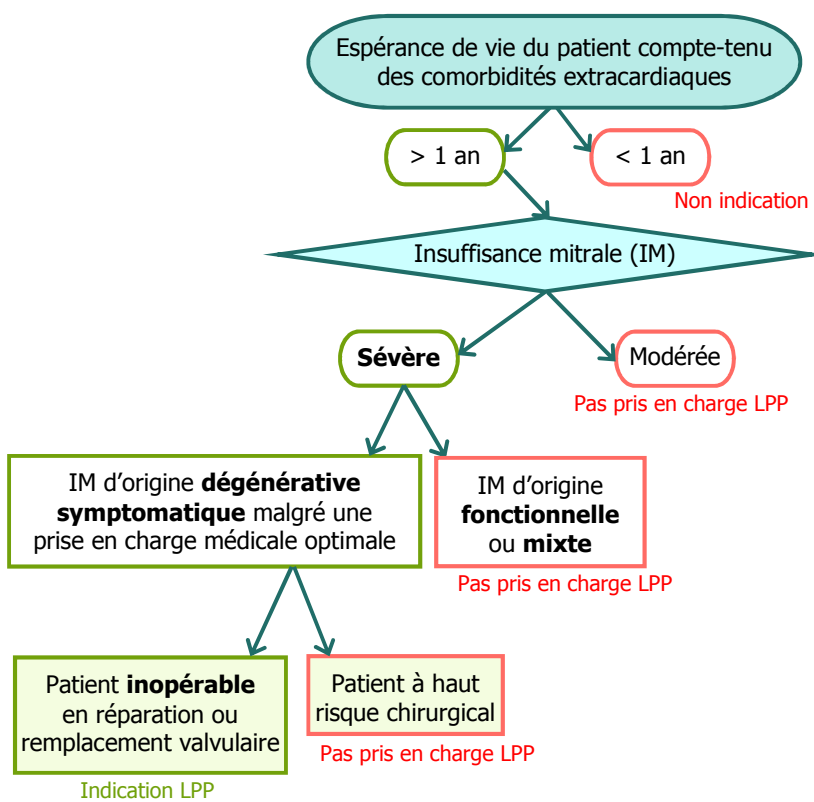 Espérance de vie du patient compte-tenu
des comorbidités extracardiaques
> 1 an
< 1 an
Non indication
Insuffisance mitrale (IM)
Sévère
Modérée
Pas pris en charge LPP
IM d’origine dégénérative
symptomatique malgré une
prise en charge médicale optimale
IM d’origine
fonctionnelle
ou mixte
Pas pris en charge LPP
Patient inopérable
en réparation ou
remplacement valvulaire
Indication LPP
Patient à haut
risque chirurgical
Pas pris en charge LPP